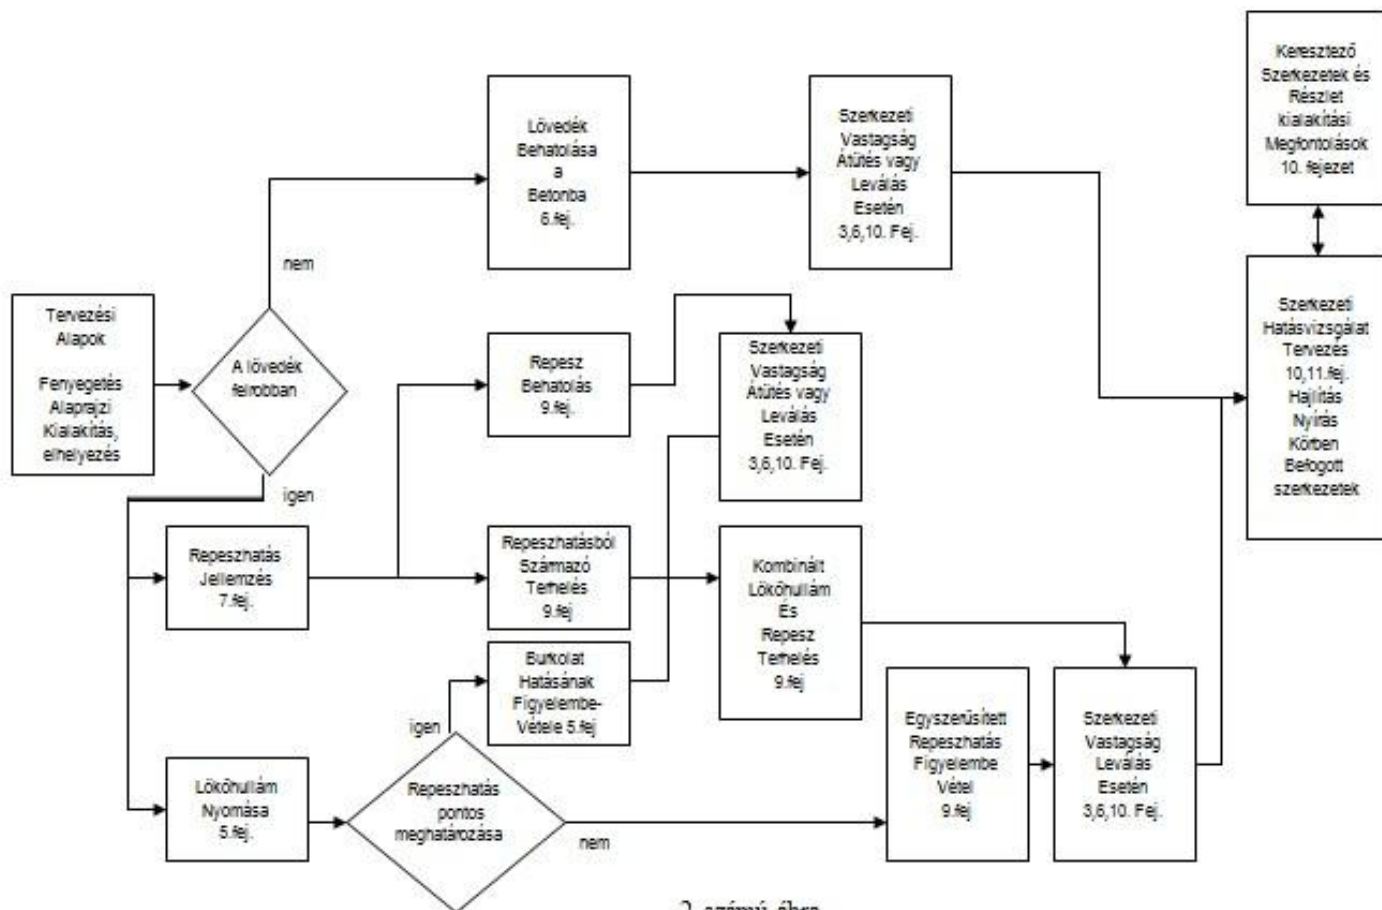 Keresztező
Szerkezetek és
Részlet
kialakítási
Megfontolások
10. fejezet
Lövedék
Behatolása
a
Betonba
6.fej.
Szerkezeti
Vastagság
Átütés vagy
Leválás
Esetén
3,6,10. Fej.
nem
Tervezési
Alapok
Fenyegetés
Alaprajzi
Kialakítás,
elhelyezés
A lövedék
felrobban
igen
Repesz
Behatolás
9.fej.
Szerkezeti
Vastagság
Átütés vagy
Leválás
Esetén
3,6,10. Fej.
Szerkezeti
Hatásvizsgálat
Tervezés
10,11.fej.
Hajlítás
Nyírás
Körben
Befogott
szerkezetek
Repeszhatás
Jellemzés
7.fej.
Repeszhatásból
Származó
Terhelés
9.fej
Kombinált
Lökőhullám
És
Repesz
Terhelés
9.fej
Burkolat
Hatásának
Figyelembe-
Vétele 5.fej
igen
Lökőhullám
Nyomása
5.fej.
Repeszhatás
pontos
meghatározása
nem
Egyszerűsített
Repeszhatás
Figyelembe
Vétel
9.fej
Szerkezeti
Vastagság
Leválás
Esetén
3,6,10. Fej.
2. számú ábra